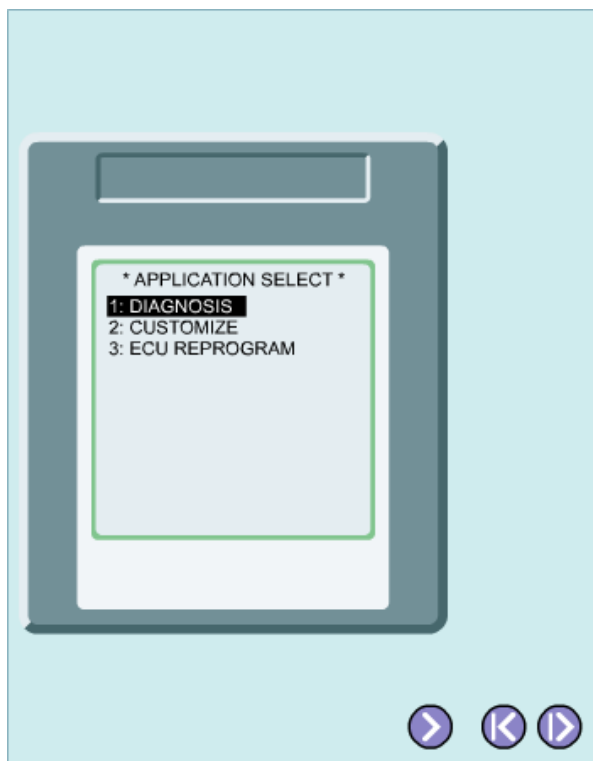 * APPLICATION SELECT *
1: DIAGNOSIS
2: CUSTOMIZE
3: ECU REPROGRAM